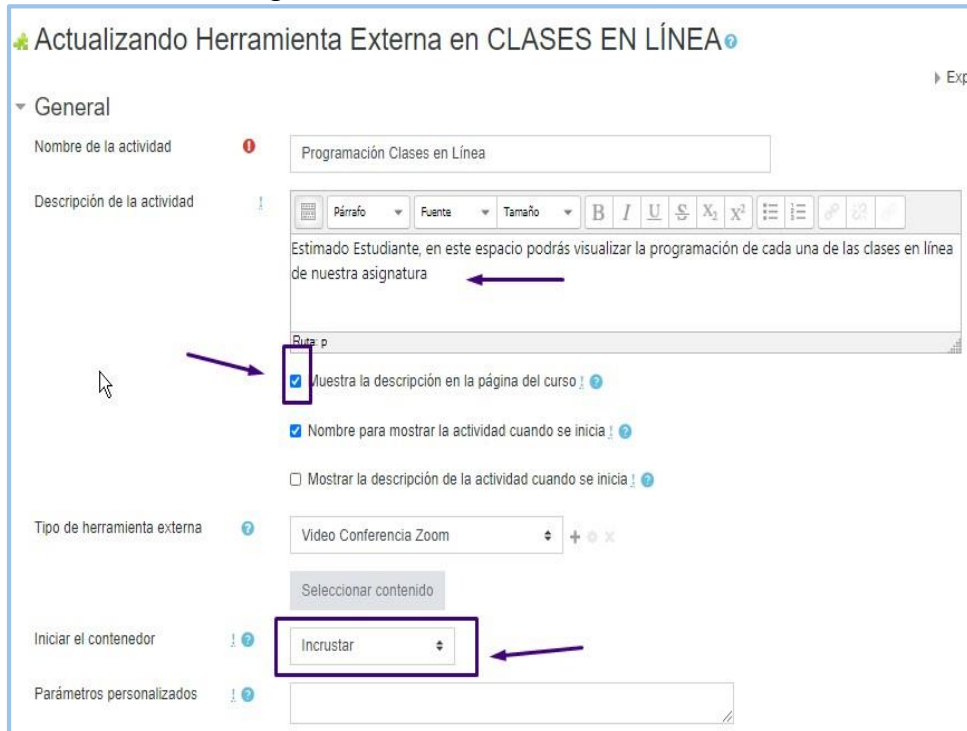 Actualizando Herramienta Externa en CLASES EN LÍNEA
Exp
General
Nombre de la actividad
Programación Clases en Línea
Descripción de la actividad
Párrafo Fuente Tamaño B I U S X₂ X²
Estimado Estudiante, en este espacio podrás visualizar la programación de cada una de las clases en línea
de nuestra asignatura
Ruta: p
Muestra la descripción en la página del curso
Nombre para mostrar la actividad cuando se inicia
Mostrar la descripción de la actividad cuando se inicia
Tipo de herramienta externa
Video Conferencia Zoom
Seleccionar contenido
Iniciar el contenedor
Incrustar
Parámetros personalizados